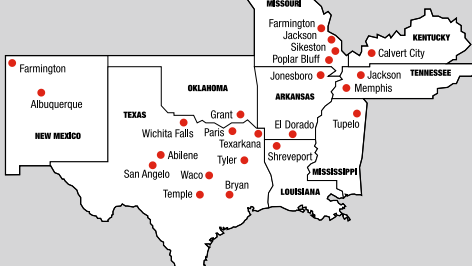 MISSOURI
Farmington
Jackson
Sikeston
Poplar Bluff
KENTUCKY
Calvert City
Farmington
Jonesboro
Jackson
TENNESSEE
Memphis
Albuquerque
OKLAHOMA
ARKANSAS
TEXAS
Grant
El Dorado
Tupelo
NEW MEXICO
Wichita Falls
Paris
Texarkana
Abilene
Tyler
Shreveport
San Angelo
Waco
MISSISSIPPI
Temple
Bryan
LOUISIANA